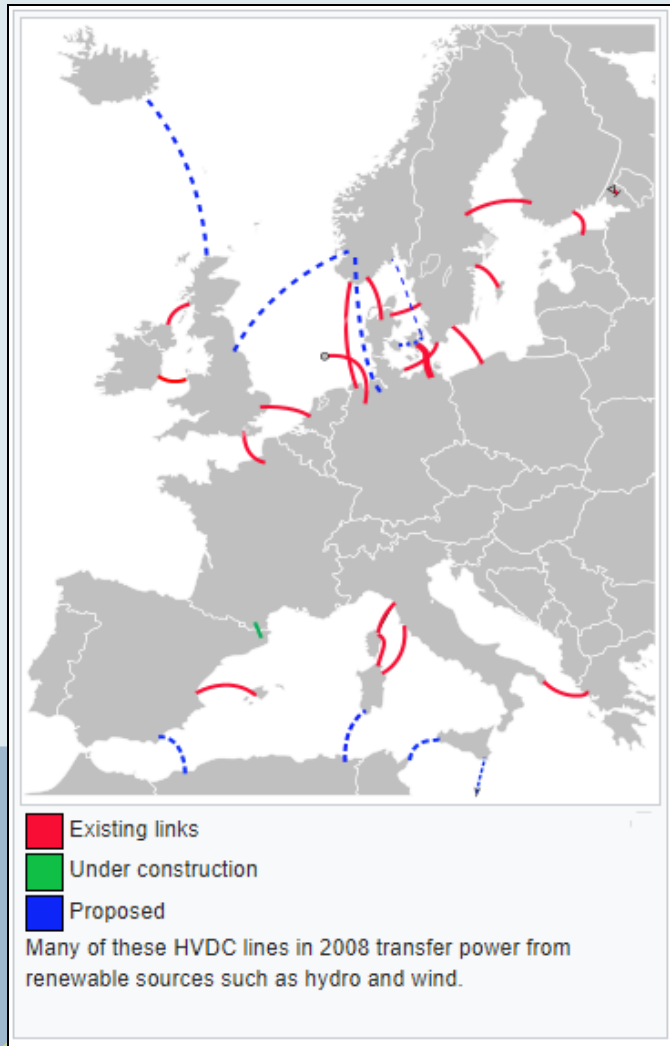 Existing links
Under construction
Proposed
Many of these HVDC lines in 2008 transfer power from
renewable sources such as hydro and wind.